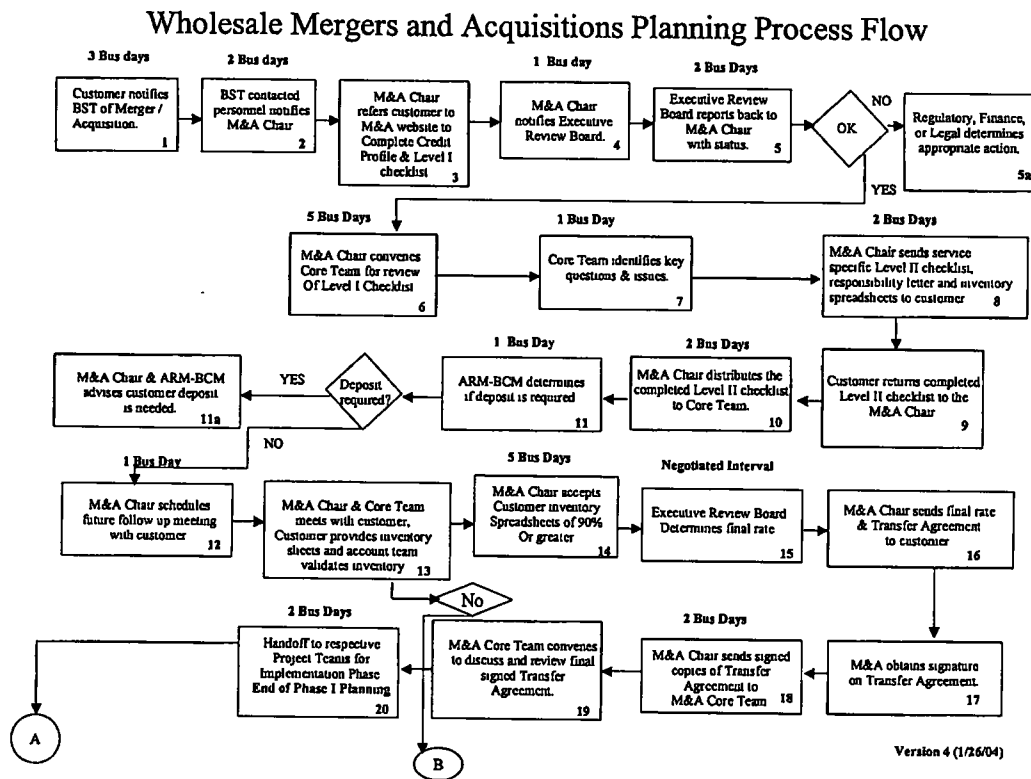 Wholesale Mergers and Acquisitions Planning Process Flow
3 Bus days
Customer notifies
BST of Merger /
Acquisition.
1
2 Bus days
BST contacted
personnel notifies
M&A Chair
2
M&A Chair
refers customer to
M&A website to
Complete Credit
Profile & Level I
checklist
3
1 Bus day
M&A Chair
notifies Executive
Review Board.
4
2 Bus Days
Executive Review
Board reports back to
M&A Chair
with status.
5
OK
NO
YES
Regulatory, Finance,
or Legal determines
appropriate action.
5a
5 Bus Days
M&A Chair convenes
Core Team for review
Of Level I Checklist
6
1 Bus Day
Core Team identifies key
questions & issues.
7
2 Bus Days
M&A Chair sends service
specific Level II checklist,
responsibility letter and inventory
spreadsheets to customer
8
Customer returns completed
Level II checklist to the
M&A Chair
9
2 Bus Days
M&A Chair distributes the
completed Level II checklist
to Core Team.
10
1 Bus Day
ARM-BCM determines
if deposit is required
11
Deposit
required?
YES
NO
M&A Chair & ARM-BCM
advises customer deposit
is needed.
11a
1 Bus Day
M&A Chair schedules
future follow up meeting
with customer
12
M&A Chair & Core Team
meets with customer,
Customer provides inventory
sheets and account team
validates inventory
13
No
5 Bus Days
M&A Chair accepts
Customer inventory
Spreadsheets of 90%
Or greater
14
Negotiated Interval
Executive Review Board
Determines final rate
15
M&A Chair sends final rate
& Transfer Agreement
to customer
16
M&A obtains signature
on Transfer Agreement.
17
2 Bus Days
M&A Chair sends signed
copies of Transfer
Agreement to
M&A Core Team
18
M&A Core Team convenes
to discuss and review final
signed Transfer
Agreement.
19
2 Bus Days
Handoff to respective
Project Teams for
Implementation Phase
End of Phase I Planning
20
A
B
Version 4 (1/26/04)